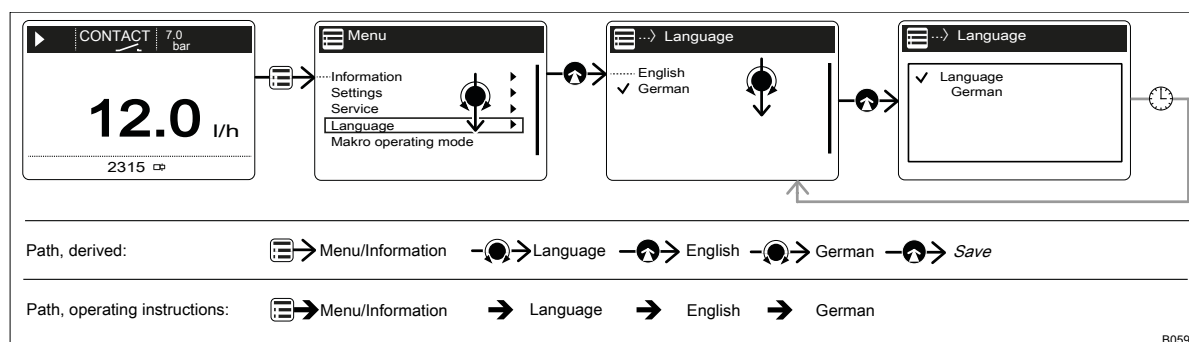 CONTACT 7.0
bar
12.0 l/h
2315
Menu
Information
Settings
Service
Language
Makro operating mode
...〉 Language
English
✓ German
...〉 Language
✓ Language
German
Path, derived: Menu/Information Language English German Save
Path, operating instructions: Menu/Information ➔ Language ➔ English ➔ German
B059